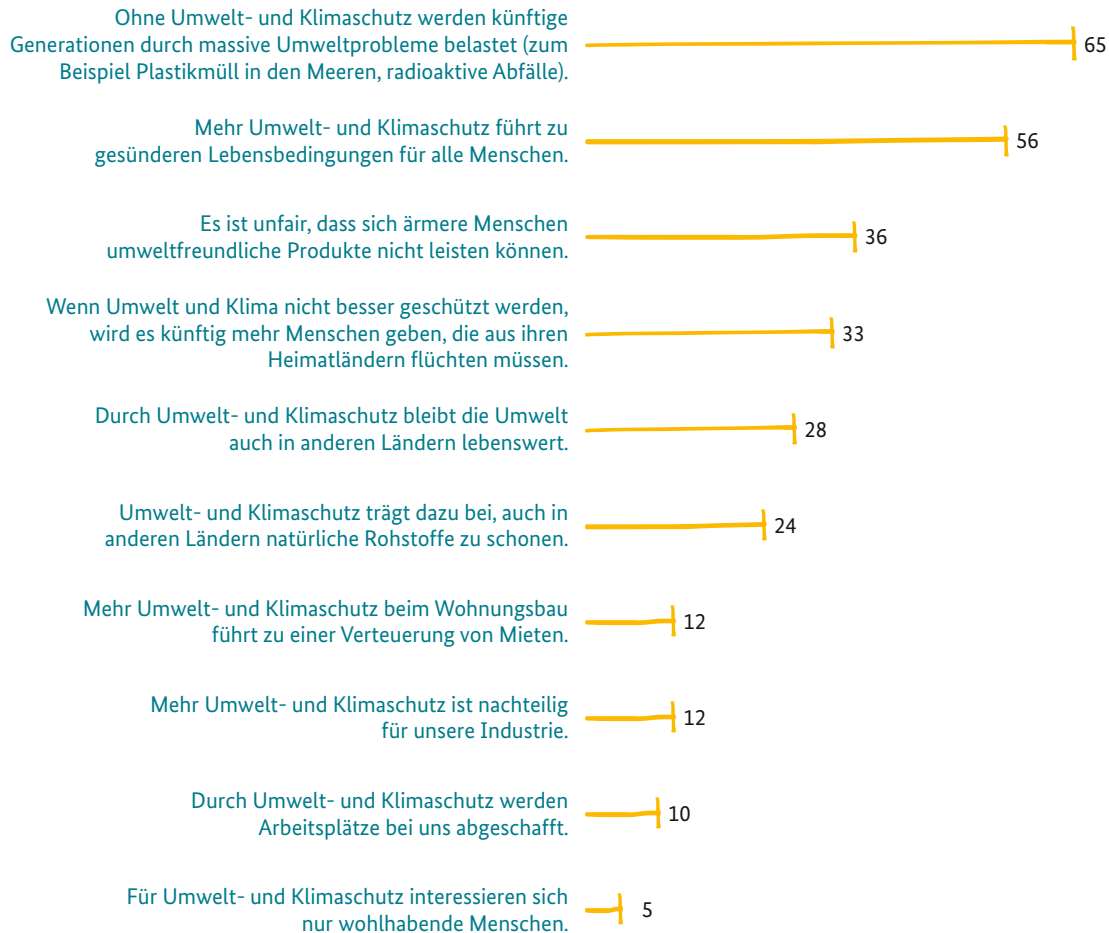 Ohne Umwelt- und Klimaschutz werden künftige
Generationen durch massive Umweltprobleme belastet (zum
Beispiel Plastikmüll in den Meeren, radioaktive Abfälle).
65
Mehr Umwelt- und Klimaschutz führt zu
gesünderen Lebensbedingungen für alle Menschen.
56
Es ist unfair, dass sich ärmere Menschen
umweltfreundliche Produkte nicht leisten können.
36
Wenn Umwelt und Klima nicht besser geschützt werden,
wird es künftig mehr Menschen geben, die aus ihren
Heimatländern flüchten müssen.
33
Durch Umwelt- und Klimaschutz bleibt die Umwelt
auch in anderen Ländern lebenswert.
28
Umwelt- und Klimaschutz trägt dazu bei, auch in
anderen Ländern natürliche Rohstoffe zu schonen.
24
Mehr Umwelt- und Klimaschutz beim Wohnungsbau
führt zu einer Verteuerung von Mieten.
12
Mehr Umwelt- und Klimaschutz ist nachteilig
für unsere Industrie.
12
Durch Umwelt- und Klimaschutz werden
Arbeitsplätze bei uns abgeschafft.
10
Für Umwelt- und Klimaschutz interessieren sich
nur wohlhabende Menschen.
5